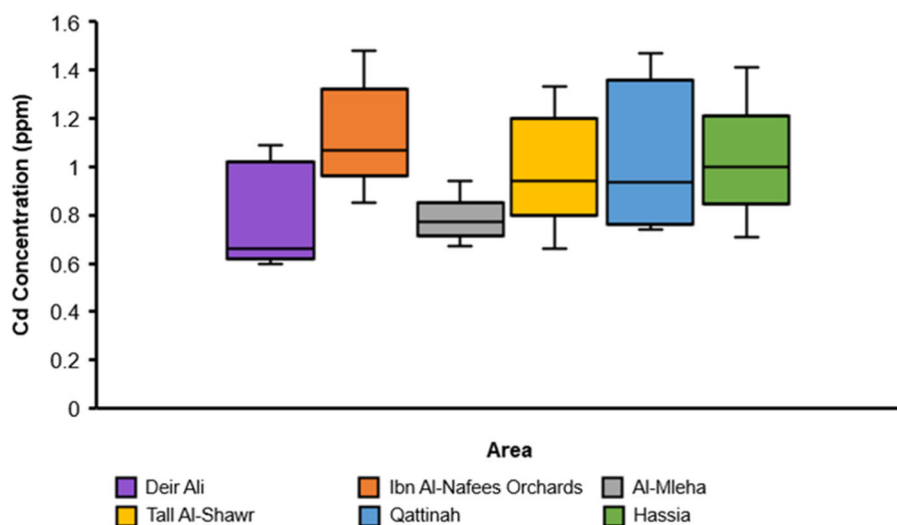 1.6
1.4
1.2
1
0.8
0.6
0.4
0.2
0
Cd Concentration (ppm)
Area
Deir Ali
Ibn Al-Nafees Orchards
Al-Mleha
Tall Al-Shawr
Qattinah
Hassia